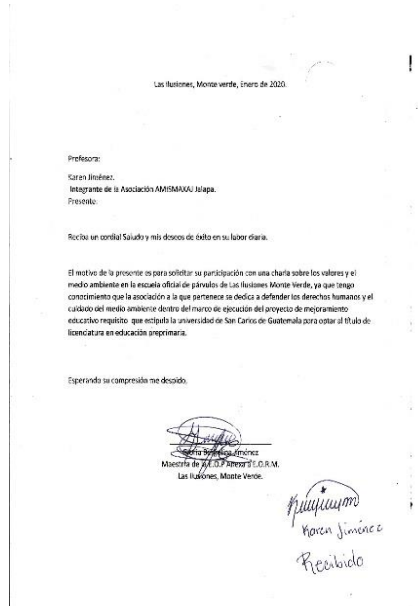 Las Ilusiones, Monte verde, Enero de 2020.
Profesora:
Karen Jiménez.
Integrante de la Asociación AMISMAXAJ Jalapa.
Presente.
Reciba un cordial Saludo y mis deseos de éxito en su labor diaria.
El motivo de la presente es para solicitar su participación con una charla sobre los valores y el
medio ambiente en la escuela oficial de párvulos de Las Ilusiones Monte Verde, ya que tengo
conocimiento que la asociación a la que pertenece se dedica a defender los derechos humanos y el
cuidado del medio ambiente dentro del marco de ejecución del proyecto de mejoramiento
educativo requisito que estipula la universidad de San Carlos de Guatemala para optar al título de
licenciatura en educación preprimaria.
Esperando su compresión me despido.
Jiménez
Maestra de la E.O.P Anexa a E.O.R.M.
Las Ilusiones, Monte Verde.
Karen Jiménez
Recibido